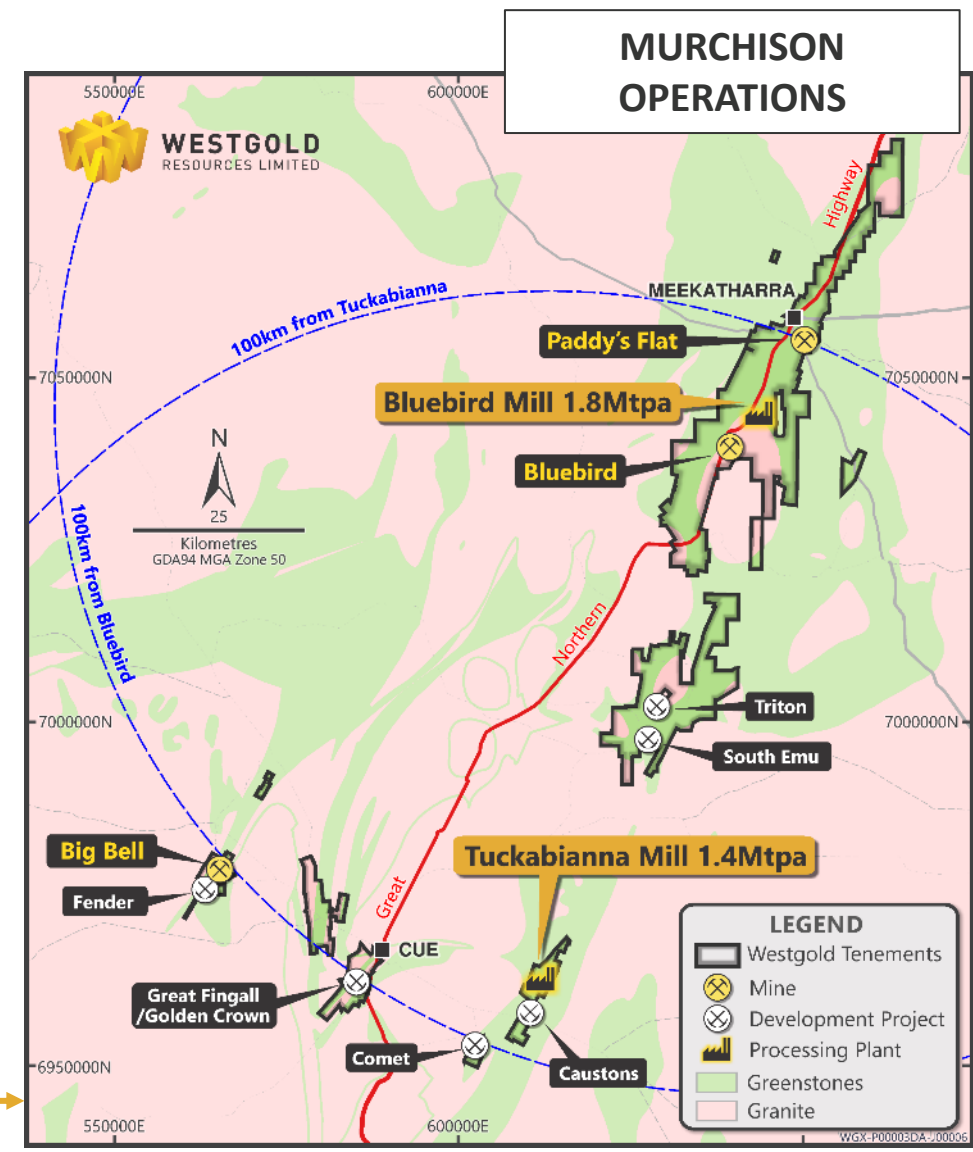 MURCHISON
OPERATIONS
550000E
600000E
WESTGOLD
RESOURCES LIMITED
Highway
MEEKATHARRA
100km from Tuckabianna
Paddy's Flat
7050000N
7050000N
Bluebird Mill 1.8Mtpa
N
Bluebird
25
Kilometres
GDA94 MGA Zone 50
100km from Bluebird
Northern
Triton
7000000N
7000000N
South Emu
Big Bell
Tuckabianna Mill 1.4Mtpa
Fender
Great
CUE
Great Fingall
/Golden Crown
Comet
Caustons
6950000N
LEGEND
Westgold Tenements
Mine
Development Project
Processing Plant
Greenstones
Granite
550000E
600000E
WGX-P00003DA-J00006